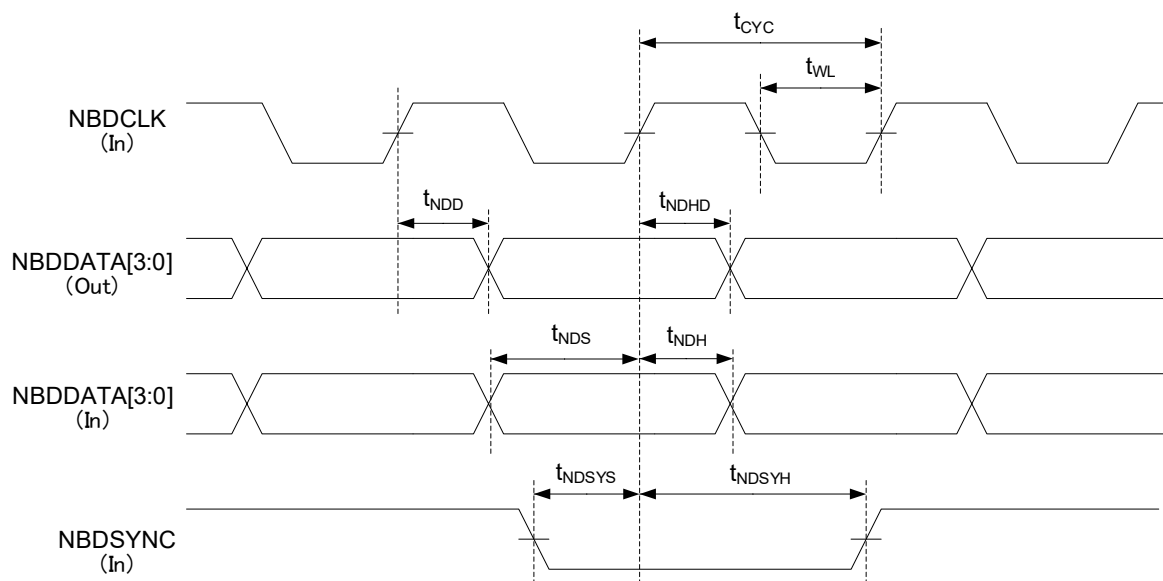 tCYC
tWL
NBDCLK
(In)
tNDD
tNDHD
NBDDATA[3:0]
(Out)
tNDS
tNDH
NBDDATA[3:0]
(In)
tNDSYS
tNDSYH
NBDSYNC
(In)